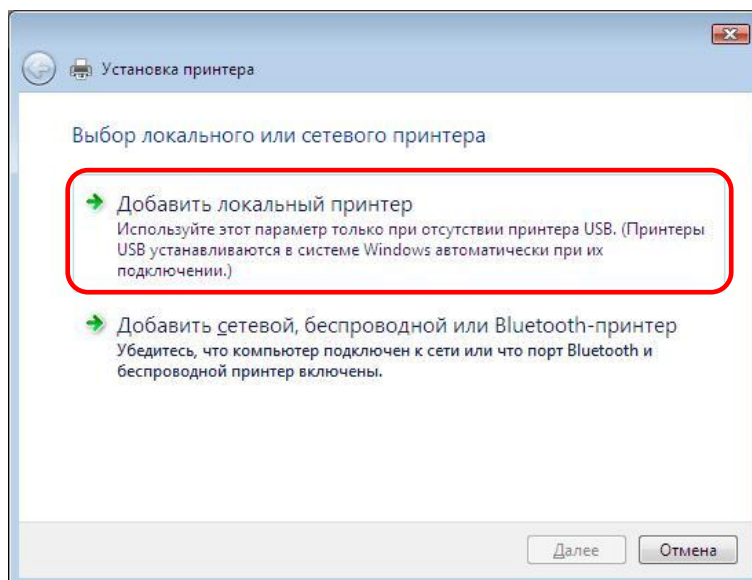 Установка принтера
Выбор локального или сетевого принтера
Добавить локальный принтер
Используйте этот параметр только при отсутствии принтера USB. (Принтеры
USB устанавливаются в системе Windows автоматически при их
подключении.)
Добавить сетевой, беспроводной или Bluetooth-принтер
Убедитесь, что компьютер подключен к сети или что порт Bluetooth и
беспроводной принтер включены.
Далее
Отмена